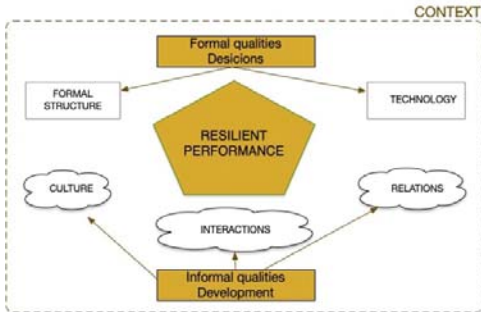 CONTEXT
Formal qualities
Desicions
FORMAL
STRUCTURE
TECHNOLOGY
RESILIENT
PERFORMANCE
CULTURE
RELATIONS
INTERACTIONS
Informal qualities
Development